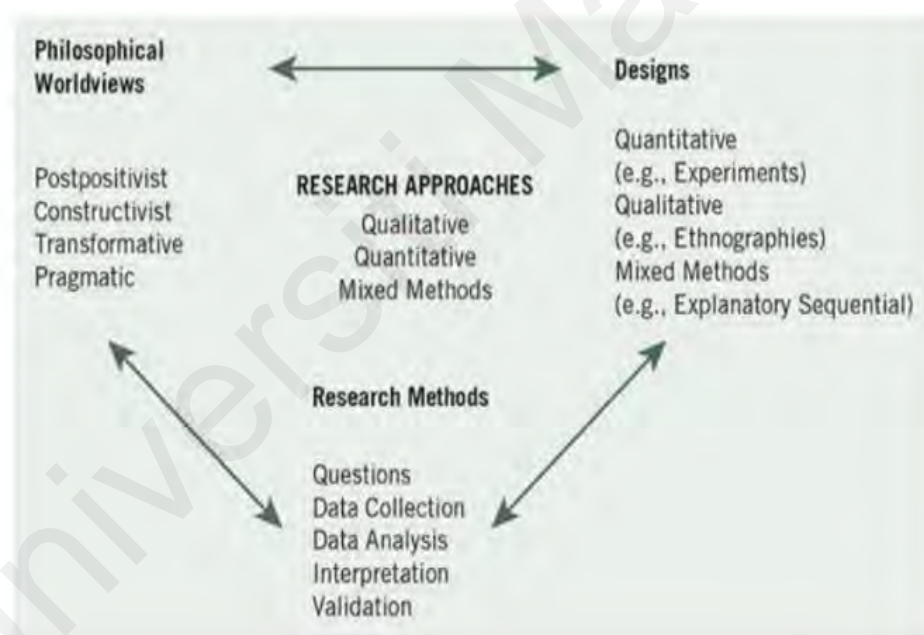 Philosophical
Worldviews
Postpositivist
Constructivist
Transformative
Pragmatic
RESEARCH APPROACHES
Qualitative
Quantitative
Mixed Methods
Designs
Quantitative
(e.g., Experiments)
Qualitative
(e.g., Ethnographies)
Mixed Methods
(e.g., Explanatory Sequential)
Research Methods
Questions
Data Collection
Data Analysis
Interpretation
Validation